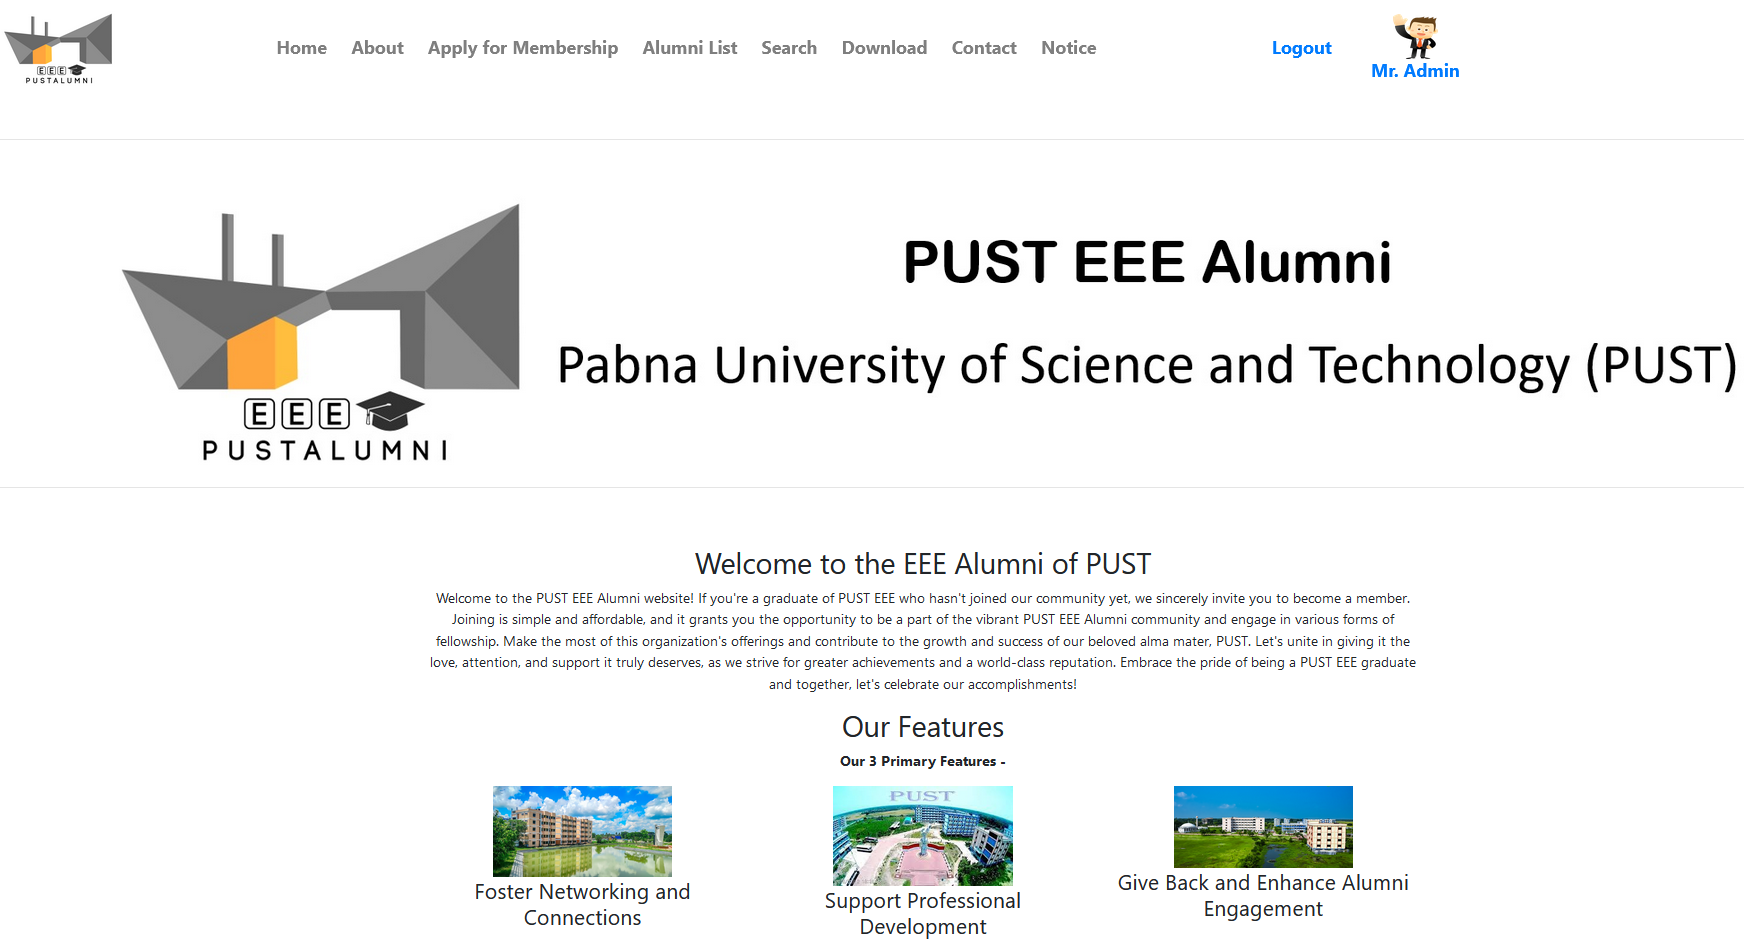 EEE
PUSTALUMNI
Home About Apply for Membership Alumni List Search Download Contact Notice Logout
Mr. Admin
PUST EEE Alumni
Pabna University of Science and Technology (PUST)
EEE
PUSTALUMNI
Welcome to the EEE Alumni of PUST
Welcome to the PUST EEE Alumni website! If you're a graduate of PUST EEE who hasn't joined our community yet, we sincerely invite you to become a member.
Joining is simple and affordable, and it grants you the opportunity to be a part of the vibrant PUST EEE Alumni community and engage in various forms of
fellowship. Make the most of this organization's offerings and contribute to the growth and success of our beloved alma mater, PUST. Let's unite in giving it the
love, attention, and support it truly deserves, as we strive for greater achievements and a world-class reputation. Embrace the pride of being a PUST EEE graduate
and together, let's celebrate our accomplishments!
Our Features
Our 3 Primary Features -
PUST
Foster Networking and
Connections
Support Professional
Development
Give Back and Enhance Alumni
Engagement